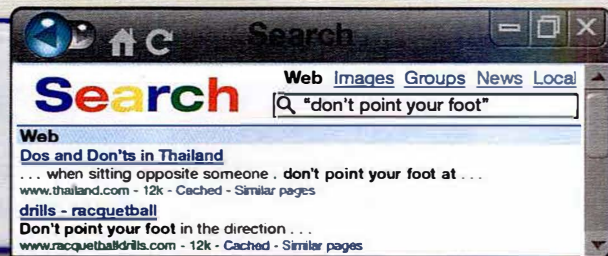 Search
Web Images Groups News Local
Search
"don't point your foot"
Web
Dos and Don'ts in Thailand
. . . when sitting opposite someone . don't point your foot at . . .
www.thailand.com - 12k - Cached - Similar pages
drills - racquetball
Don't point your foot in the direction . . .
www.racquetballdrills.com - 12k - Cached - Similar pages